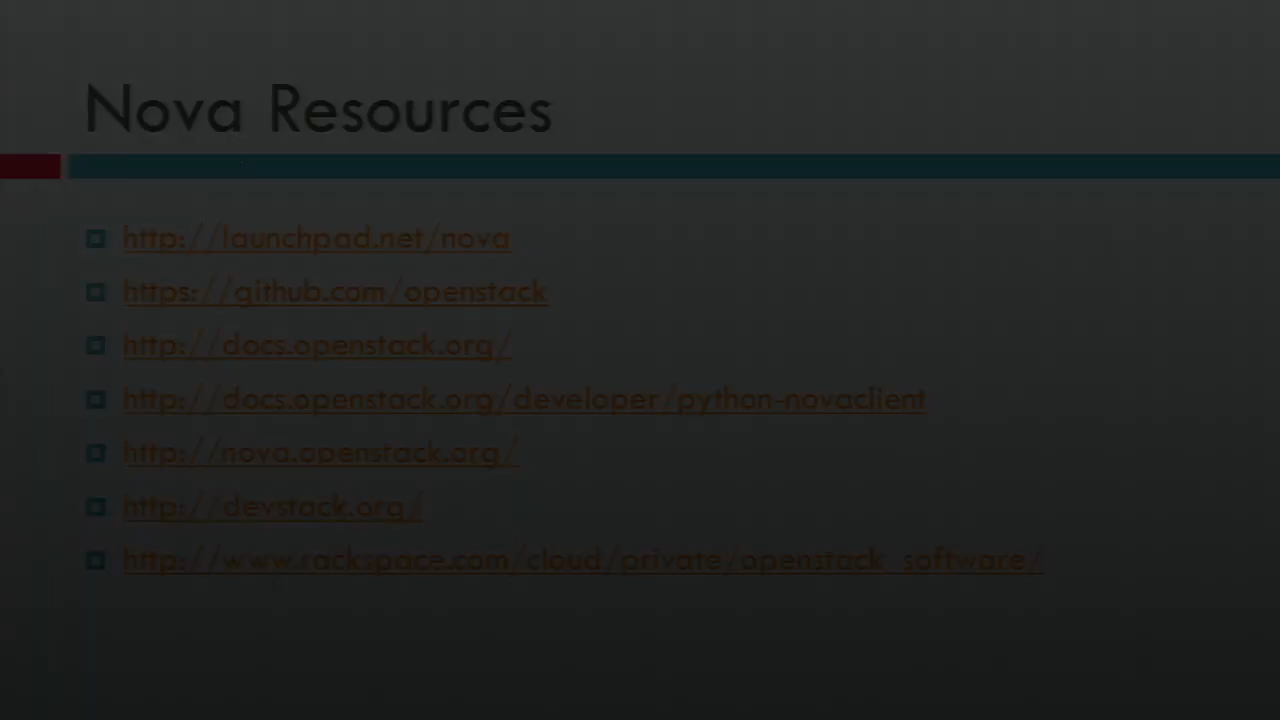 Nova Resources
http://launchpad.net/nova
https://github.com/openstack
http://docs.openstack.org/
http://docs.openstack.org/developer/python-novaclient
http://nova.openstack.org/
http://devstack.org/
http://www.rackspace.com/cloud/private/openstack_software/